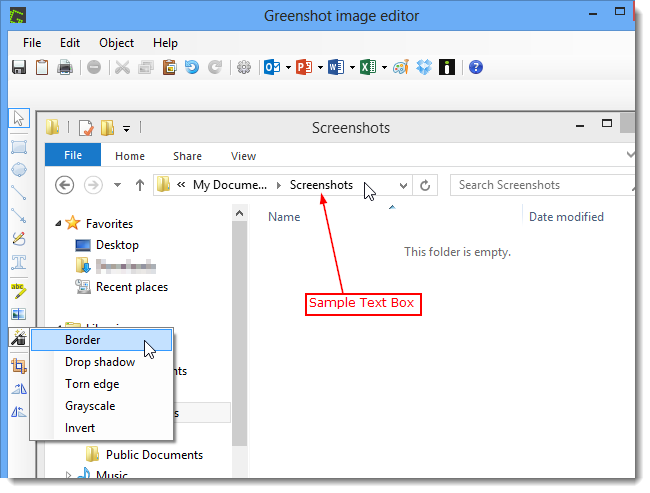 Greenshot image editor
File Edit Object Help
Screenshots
File Home Share View
« My Docume... Screenshots Search Screenshots
Name Date modified
Favorites
This folder is empty.
Desktop
Recent places
Sample Text Box
Border
Drop shadow
Torn edge
Grayscale
Invert
Public Documents
Music